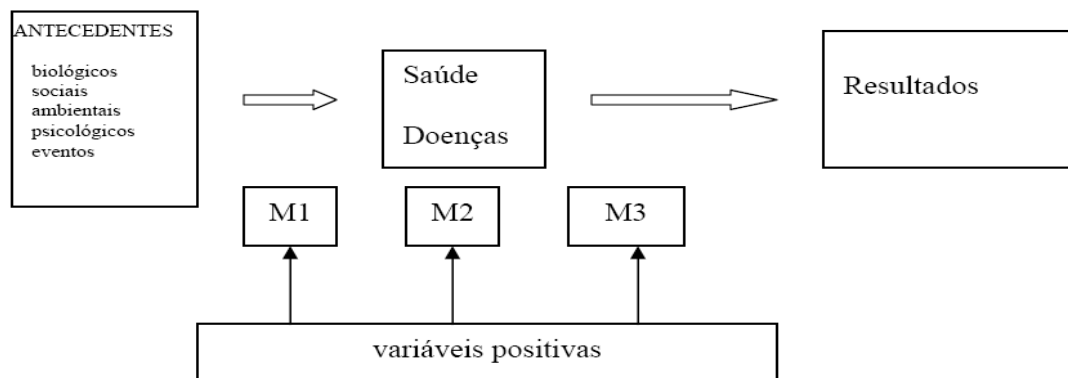 ANTECEDENTES
biológicos
sociais
ambientais
psicológicos
eventos
Saúde
Doenças
Resultados
M1
M2
M3
variáveis positivas